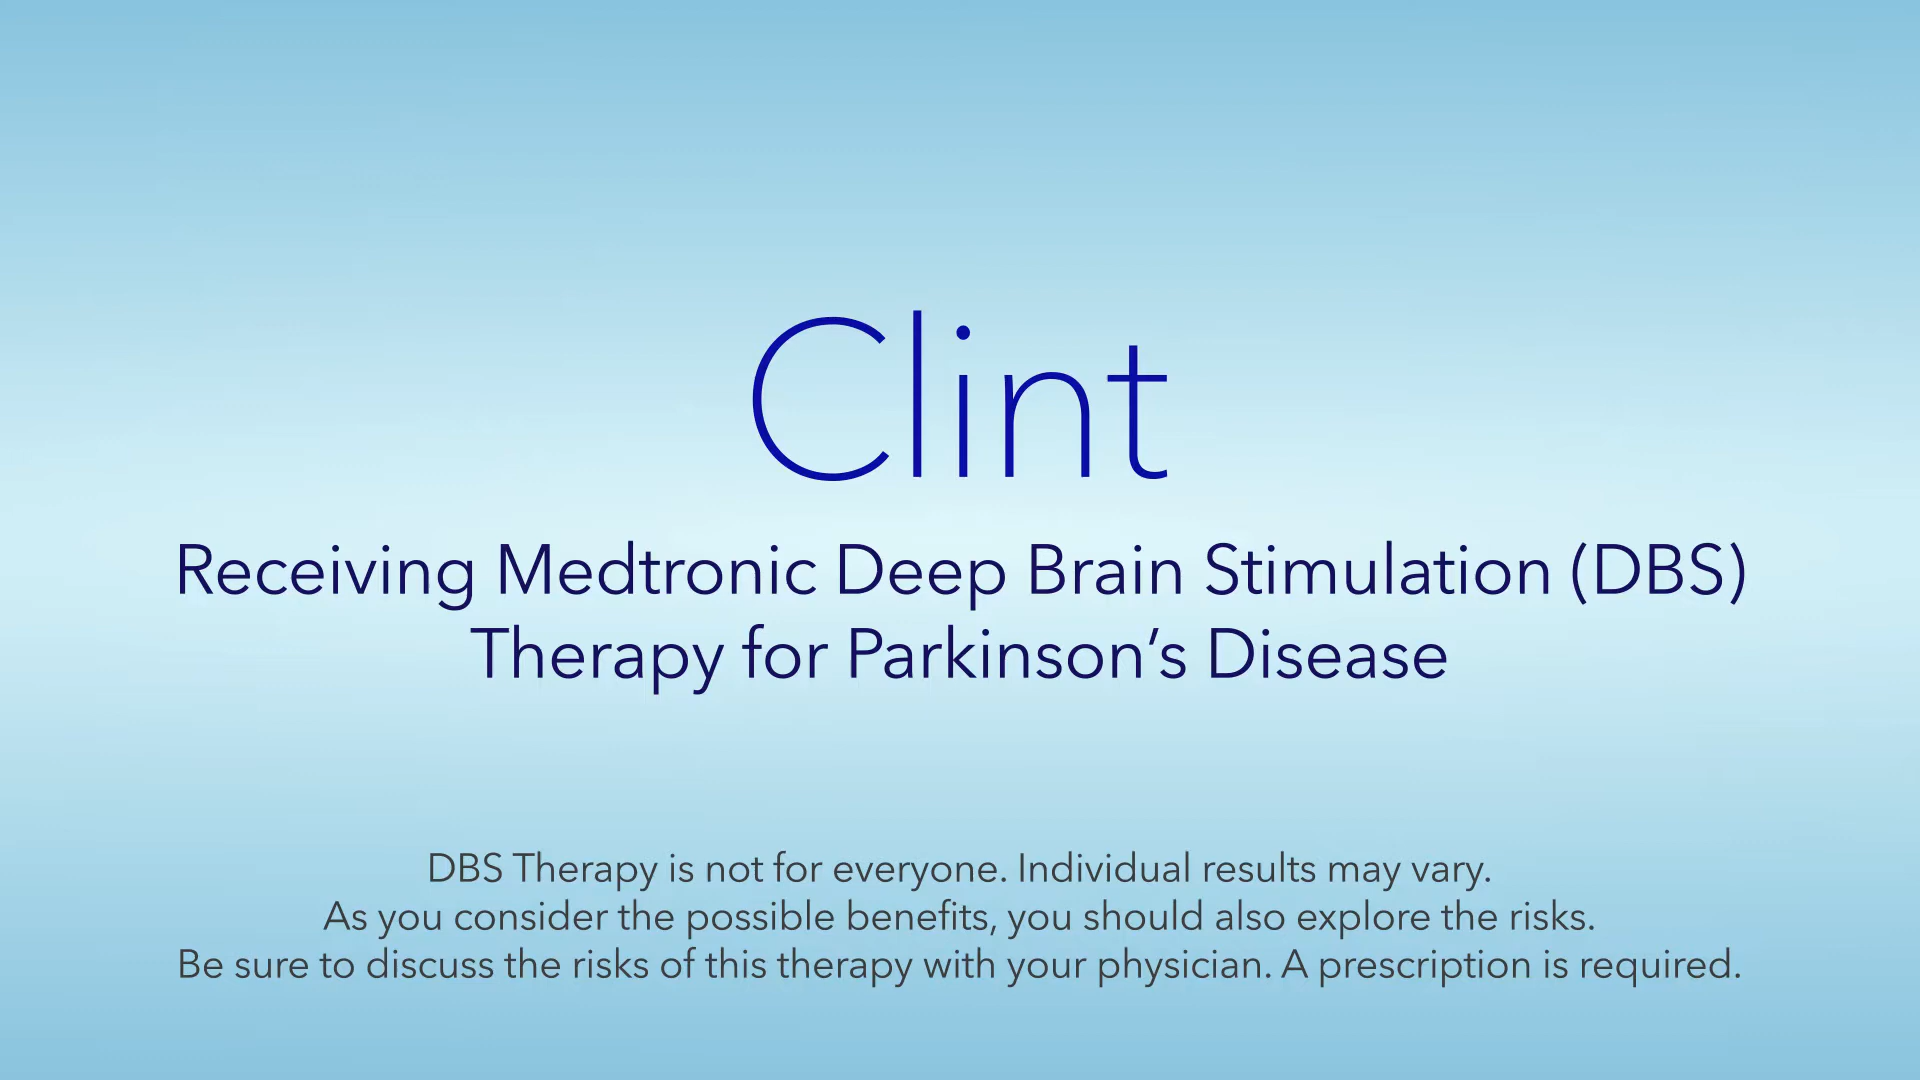 Clint
Receiving Medtronic Deep Brain Stimulation (DBS)
Therapy for Parkinson’s Disease
DBS Therapy is not for everyone. Individual results may vary.
As you consider the possible benefits, you should also explore the risks.
Be sure to discuss the risks of this therapy with your physician. A prescription is required.